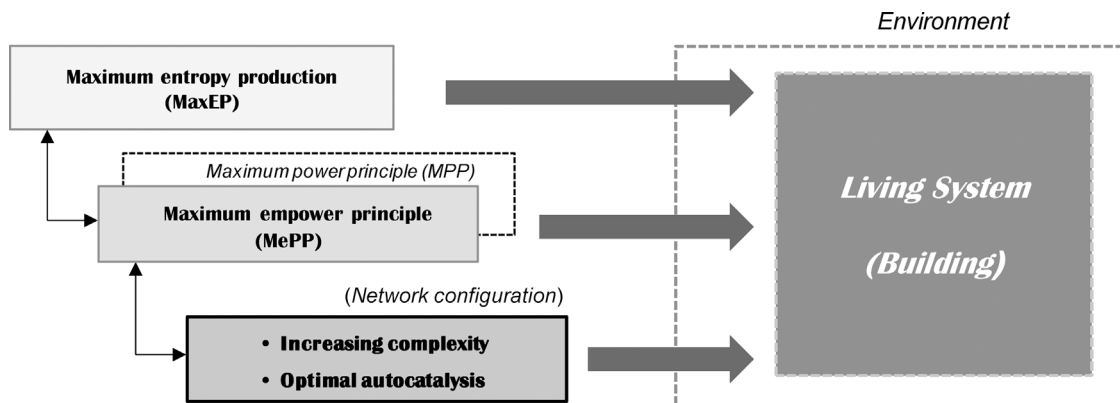 Environment
Maximum entropy production
(MaxEP)
Maximum power principle (MPP)
Maximum empower principle
(MePP)
Living System
(Building)
(Network configuration)
• Increasing complexity
• Optimal autocatalysis